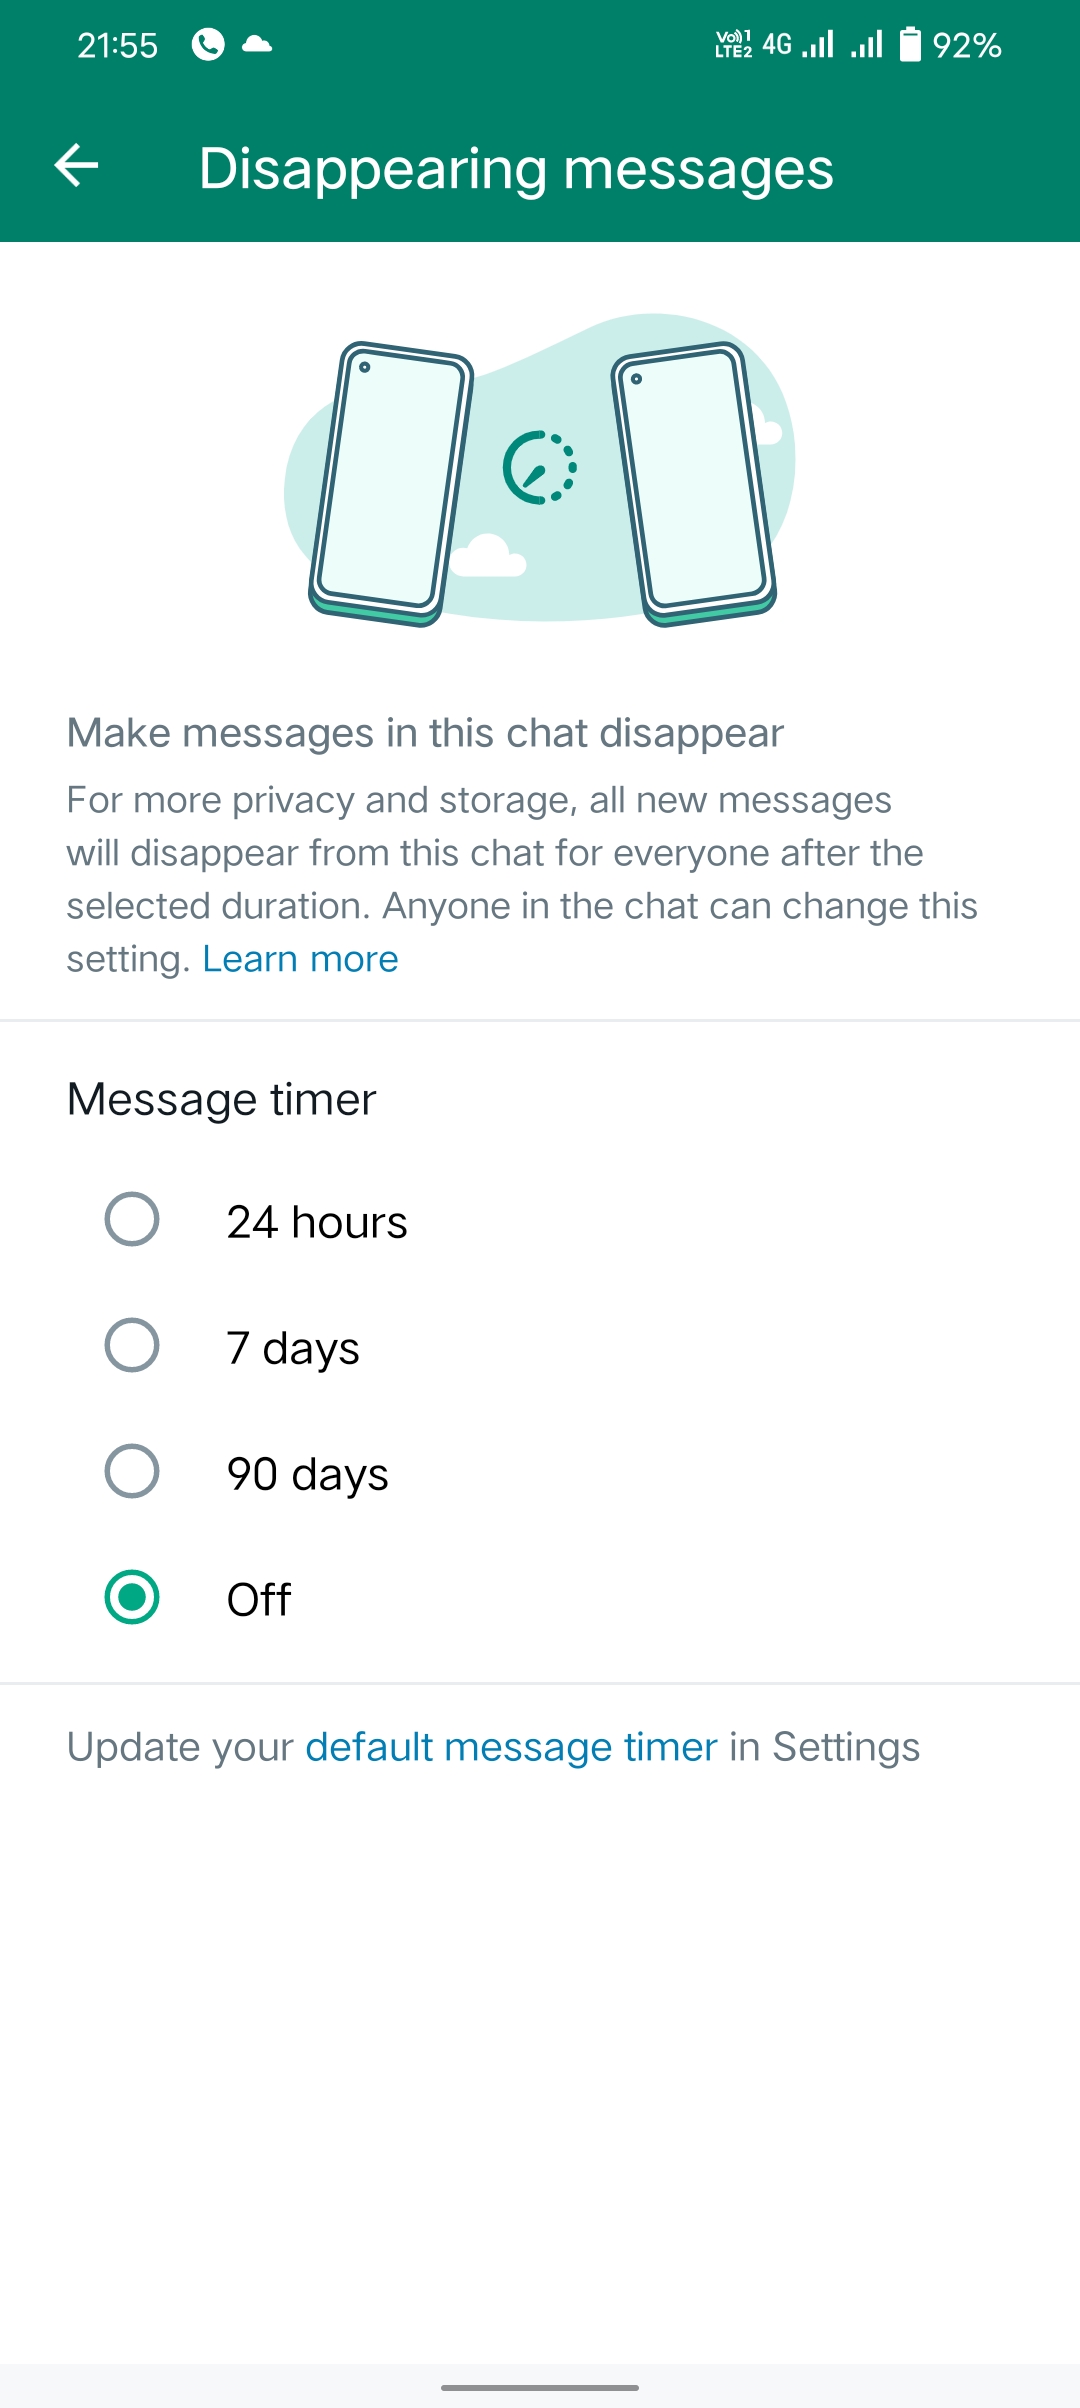 21:55 Vo)) 1 LTE2 4G 92%
Disappearing messages
Make messages in this chat disappear
For more privacy and storage, all new messages
will disappear from this chat for everyone after the
selected duration. Anyone in the chat can change this
setting. Learn more
Message timer
24 hours
7 days
90 days
Off
Update your default message timer in Settings